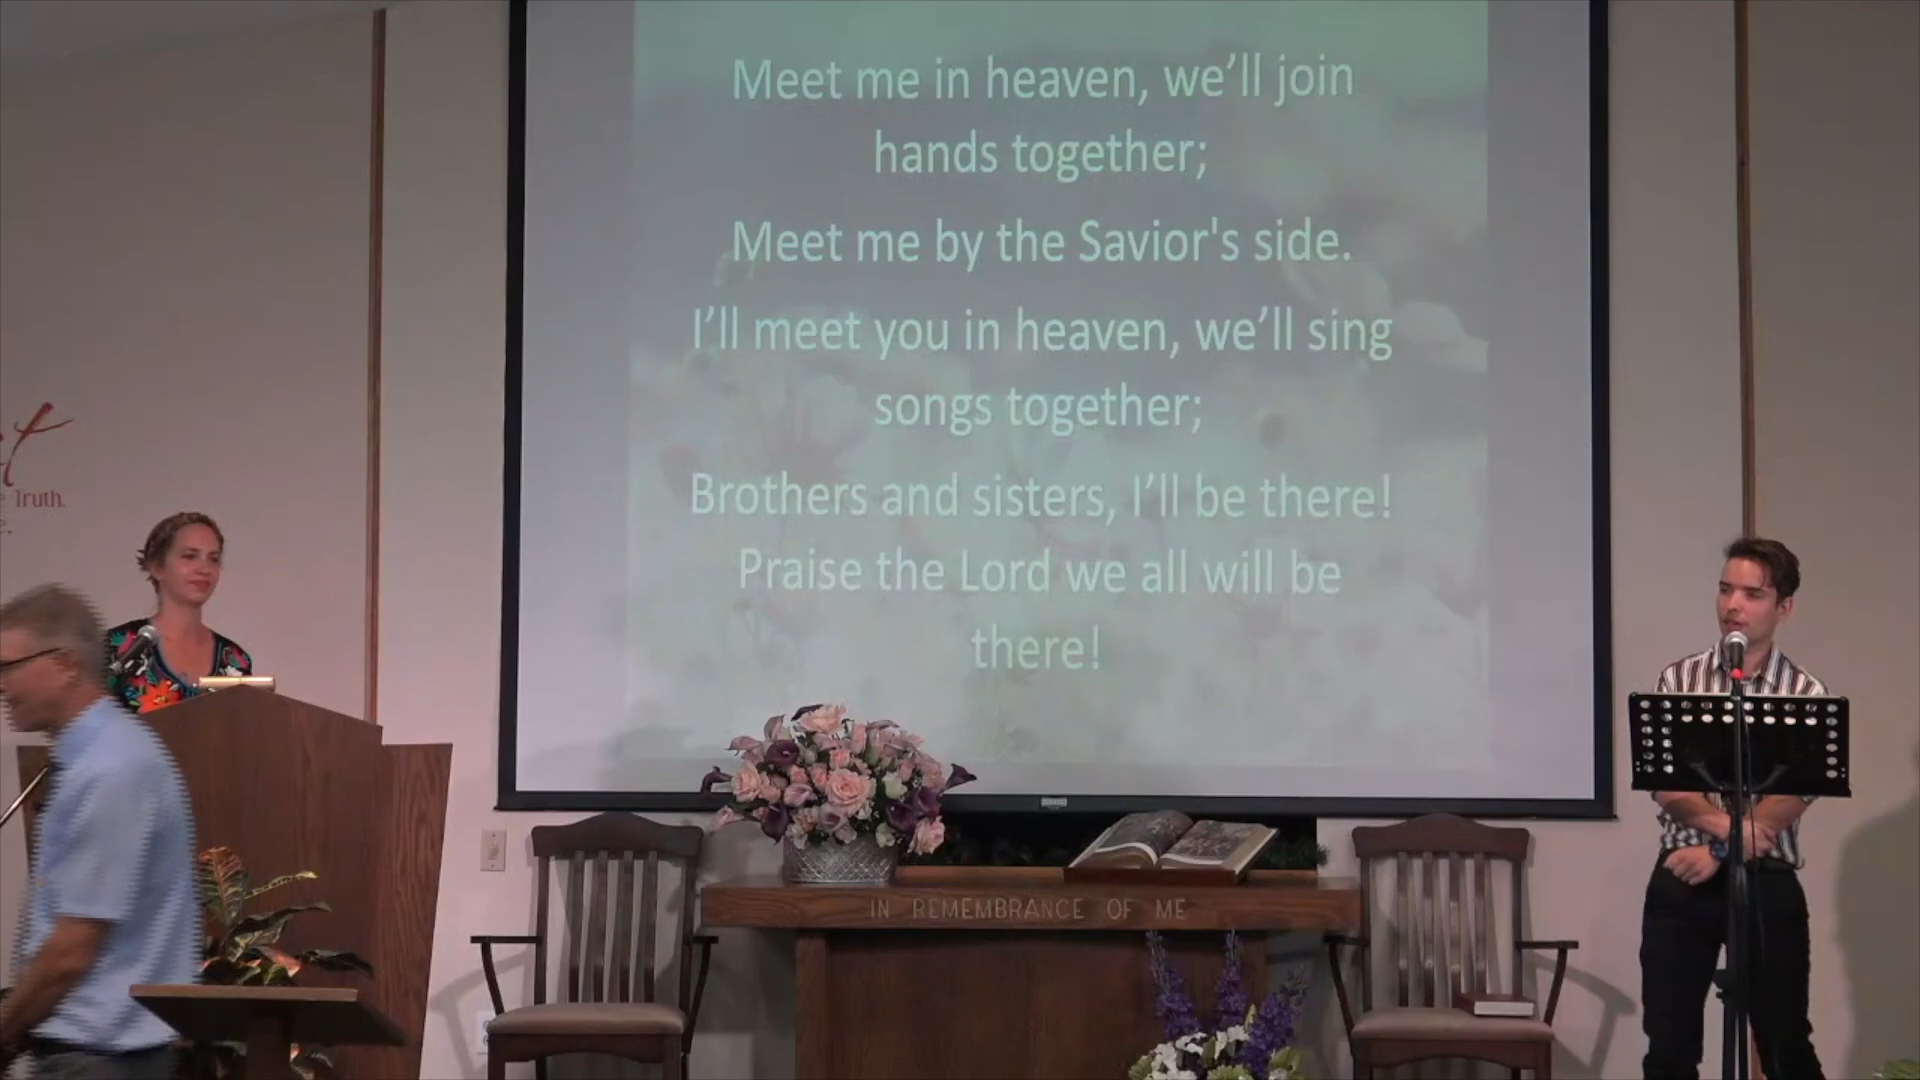 Meet me in heaven, we’ll join
hands together;
Meet me by the Savior's side.
I’ll meet you in heaven, we’ll sing
songs together;
Brothers and sisters, I’ll be there!
Praise the Lord we all will be
there!
Truth.
IN REMEMBRANCE OF ME